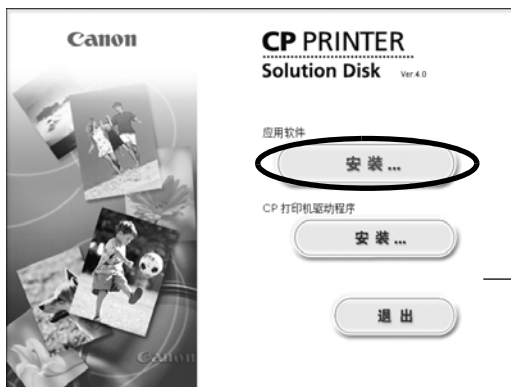 Canon
CP PRINTER
Solution Disk Ver.4.0
应用软件
安 装 ...
CP 打印机驱动程序
安 装 ...
退 出
Canon